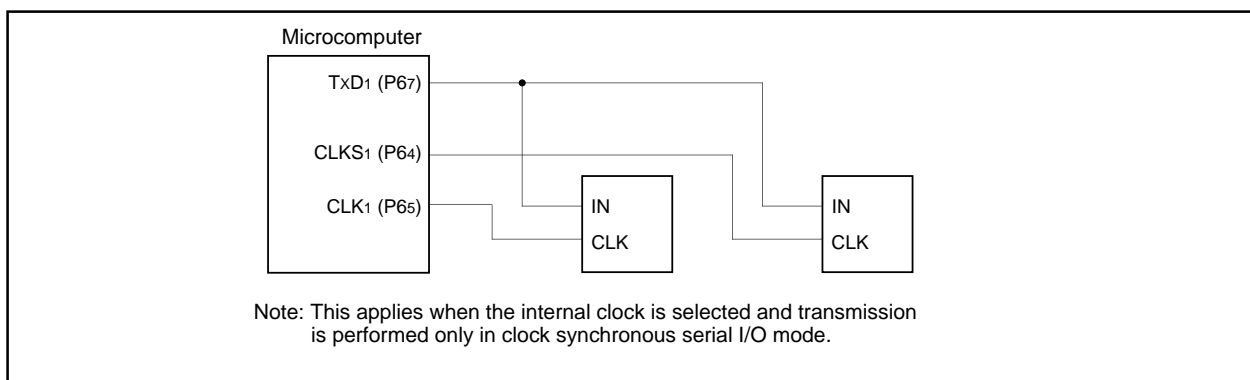 Microcomputer
TXD1 (P67)
CLKS1 (P64)
CLK1 (P65)
IN
CLK
IN
CLK
Note: This applies when the internal clock is selected and transmission
is performed only in clock synchronous serial I/O mode.